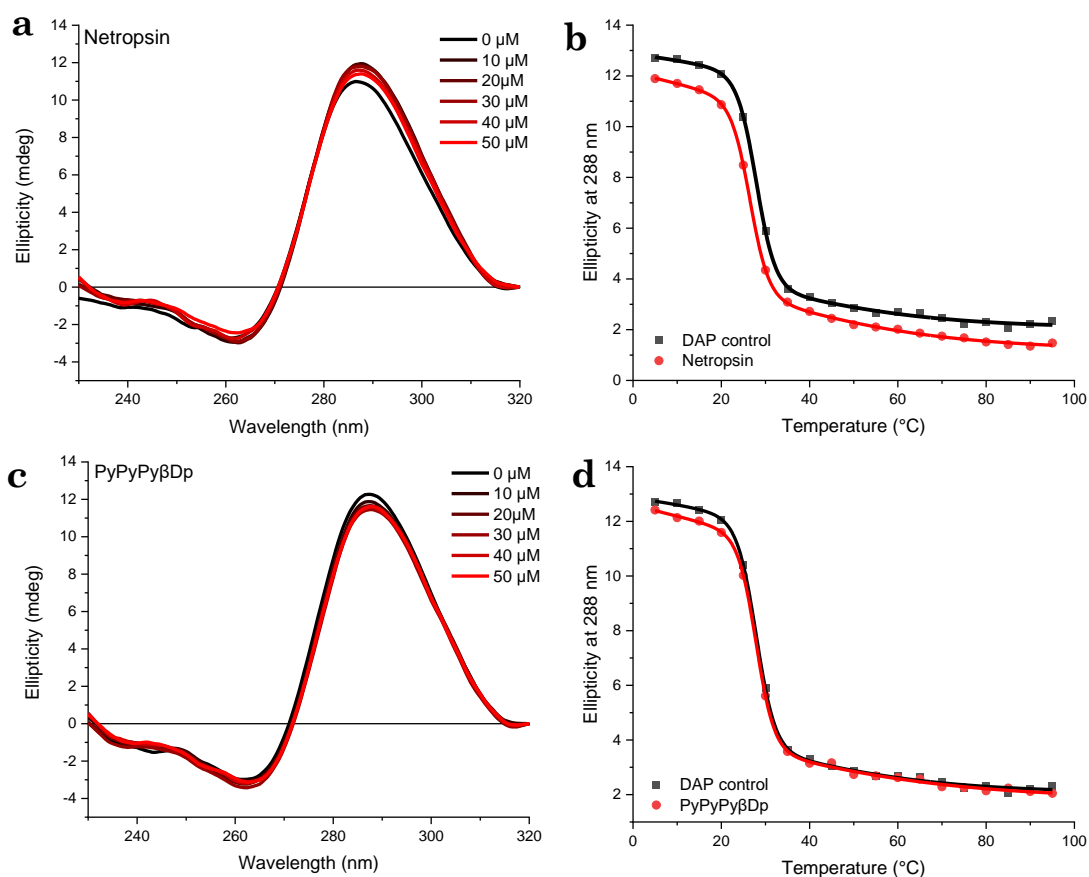 a
Netropsin
0 µM
10 µM
20µM
30 µM
40 µM
50 µM
14
12
10
8
6
4
2
0
-2
-4
Ellipticity (mdeg)
240
260
280
300
320
Wavelength (nm)
b
14
12
10
8
6
4
2
0
Ellipticity at 288 nm
DAP control
Netropsin
0
20
40
60
80
100
Temperature (°C)
c
PyPyPyβDp
0 µM
10 µM
20µM
30 µM
40 µM
50 µM
14
12
10
8
6
4
2
0
-2
-4
Ellipticity (mdeg)
240
260
280
300
320
Wavelength (nm)
d
14
12
10
8
6
4
2
Ellipticity at 288 nm
DAP control
PyPyPyβDp
0
20
40
60
80
100
Temperature (°C)